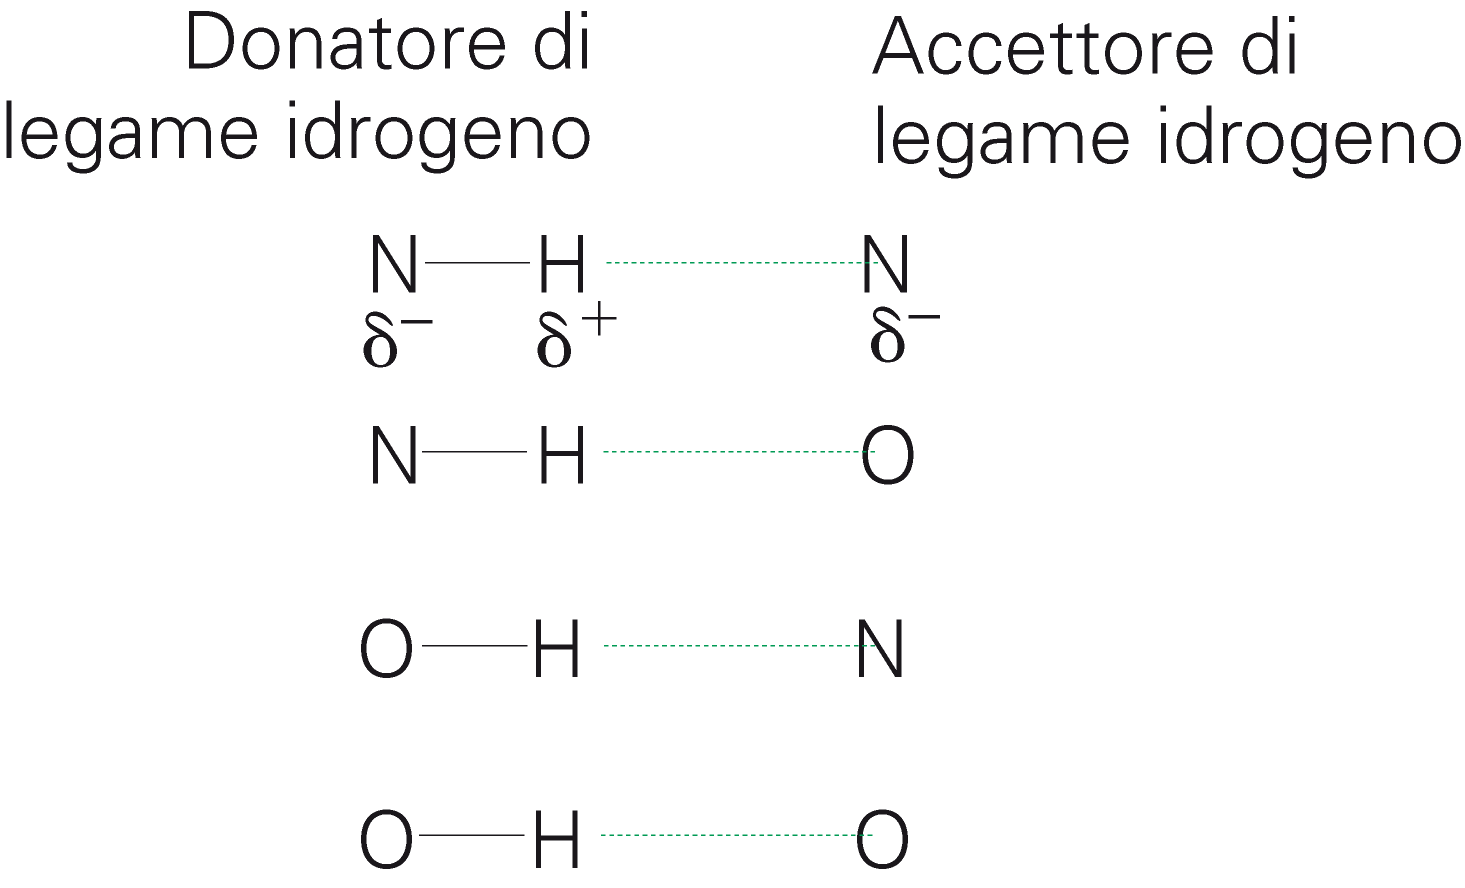 Donatore di
legame idrogeno
Accettore di
legame idrogeno
N H N
δ− δ+ δ−
N H O
O H N
O H O